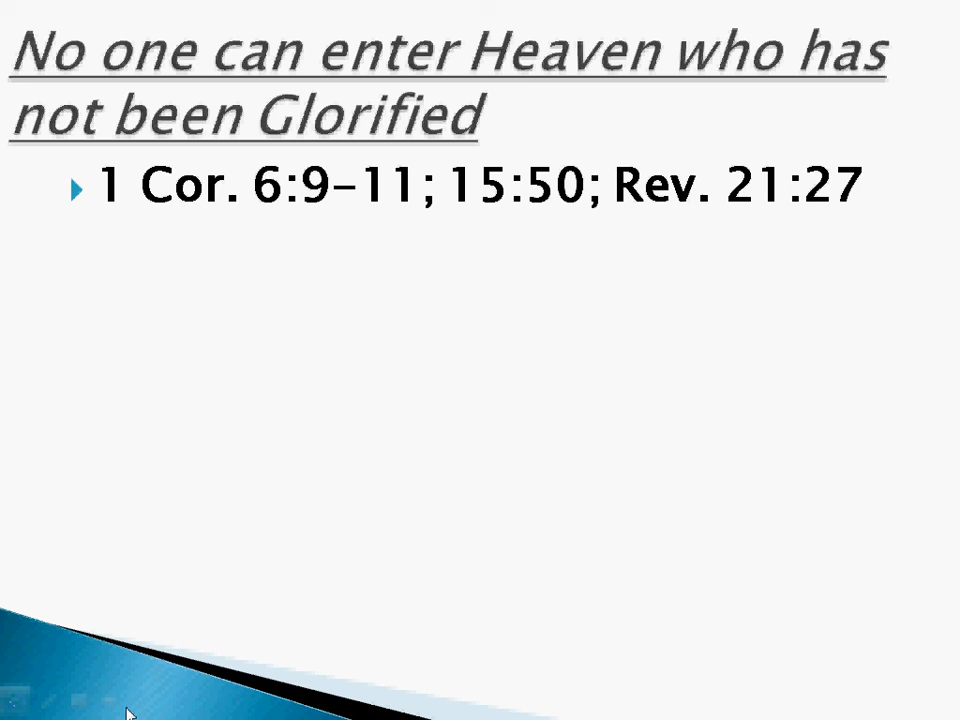 No one can enter Heaven who has
not been Glorified
1 Cor. 6:9-11; 15:50; Rev. 21:27